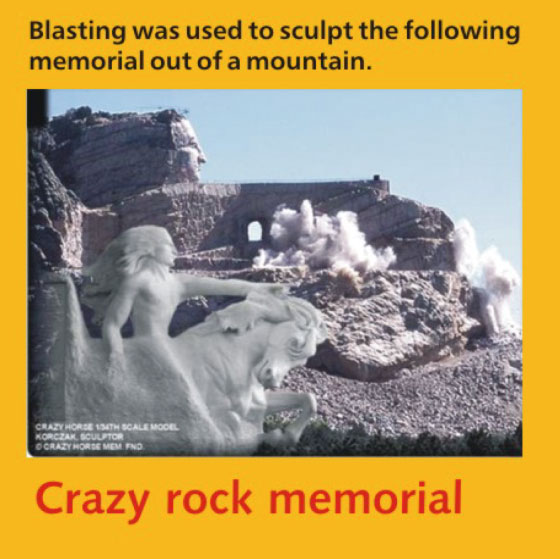 Blasting was used to sculpt the following
memorial out of a mountain.
CRAZY HORSE 1/34TH SCALE MODEL
KORCZAK, SCULPTOR
© CRAZY HORSE MEM. FND.
Crazy rock memorial